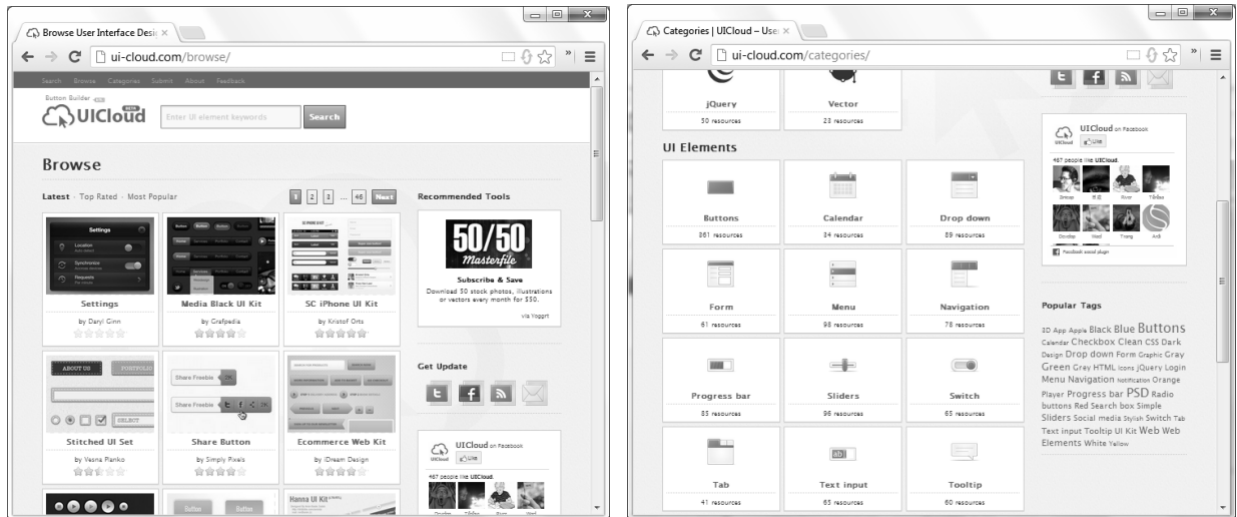 Browse User Interface Desig
ui-cloud.com/browse/
Search Browse Categories Submit About Feedback
Button Builder
UICloud
BETA
Enter UI element keywords
Search
Browse
Latest · Top Rated · Most Popular
1 2 3 ... 46 Next
Settings
by Daryl Ginn
Media Black UI Kit
by Grafpedia
SC iPhone UI Kit
by Kristof Orts
Stitched UI Set
by Vesna Planko
Share Button
by Simply Pixels
Ecommerce Web Kit
by iDream Design
Settings
Location
Synchronize
Requests
ABOUT US
PORTFOLIO
SELECT
Share Freebie
Share Freebie
Button
Button
Hanna UI Kit
Recommended Tools
50/50
Masterfile
Subscribe & Save
Download 50 stock photos, illustrations
or vectors every month for $50.
via Yoggrt
Get Update
UICloud on Facebook
Like
467 people like UICloud.
Categories | UICloud – User
ui-cloud.com/categories/
jQuery
50 resources
Vector
23 resources
UI Elements
Buttons
361 resources
Calendar
34 resources
Drop down
89 resources
Form
61 resources
Menu
98 resources
Navigation
78 resources
Progress bar
85 resources
Sliders
96 resources
Switch
65 resources
Tab
41 resources
Text input
65 resources
Tooltip
60 resources
UICloud on Facebook
Like
467 people like UICloud.
Facebook social plugin
Popular Tags
3D App Apple Black Blue Buttons
Calendar Checkbox Clean CSS Dark
Design Drop down Form Graphic Gray
Green Grey HTML Icons jQuery Login
Menu Navigation Notification Orange
Player Progress bar PSD Radio
buttons Red Search box Simple
Sliders Social media Stylish Switch Tab
Text input Tooltip UI Kit Web Web
Elements White Yellow